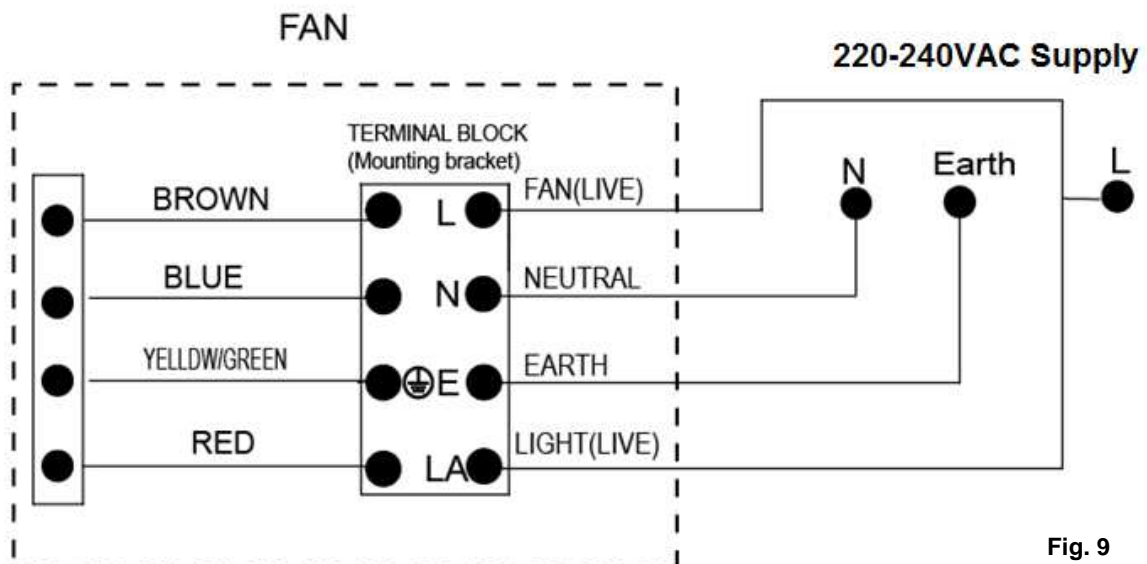 FAN
220-240VAC Supply
TERMINAL BLOCK
(Mounting bracket)
BROWN
L
FAN(LIVE)
N
Earth
L
BLUE
N
NEUTRAL
YELLDW/GREEN
E
EARTH
RED
LA
LIGHT(LIVE)
Fig. 9